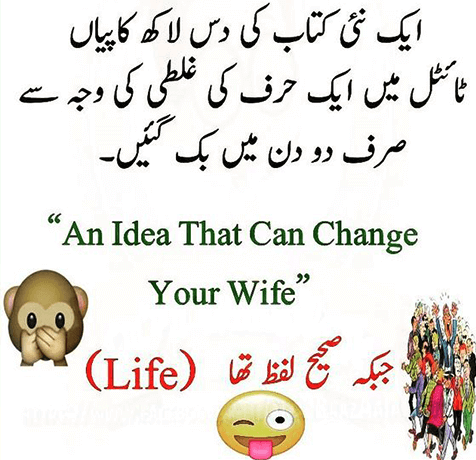 ایک نئی کتاب کی دس لاکھ کاپیاں
ٹائٹل میں ایک حرف کی غلطی کی وجہ سے
صرف دو دن میں بک گئیں۔
“An Idea That Can Change
Your Wife”
جبکہ صحیح لفظ تھا (Life)